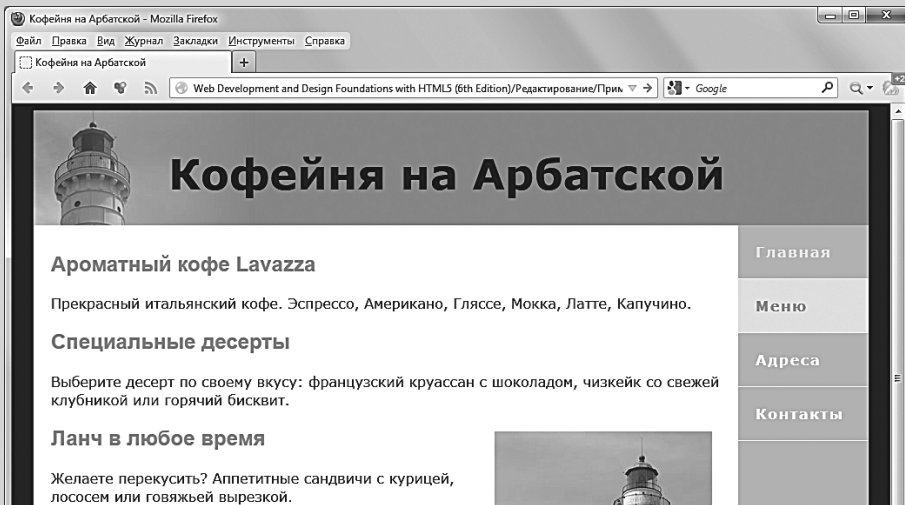 Кофейня на Арбатской - Mozilla Firefox
Файл Правка Вид Журнал Закладки Инструменты Справка
Кофейня на Арбатской
Web Development and Design Foundations with HTML5 (6th Edition)/Редактирование/Прим
Google
+2
Кофейня на Арбатской
Ароматный кофе Lavazza
Прекрасный итальянский кофе. Эспрессо, Американо, Гляссе, Мокка, Латте, Капучино.
Специальные десерты
Выберите десерт по своему вкусу: французский круассан с шоколадом, чизкейк со свежей
клубникой или горячий бисквит.
Ланч в любое время
Желаете перекусить? Аппетитные сандвичи с курицей,
лососем или говяжьей вырезкой.
Главная
Меню
Адреса
Контакты